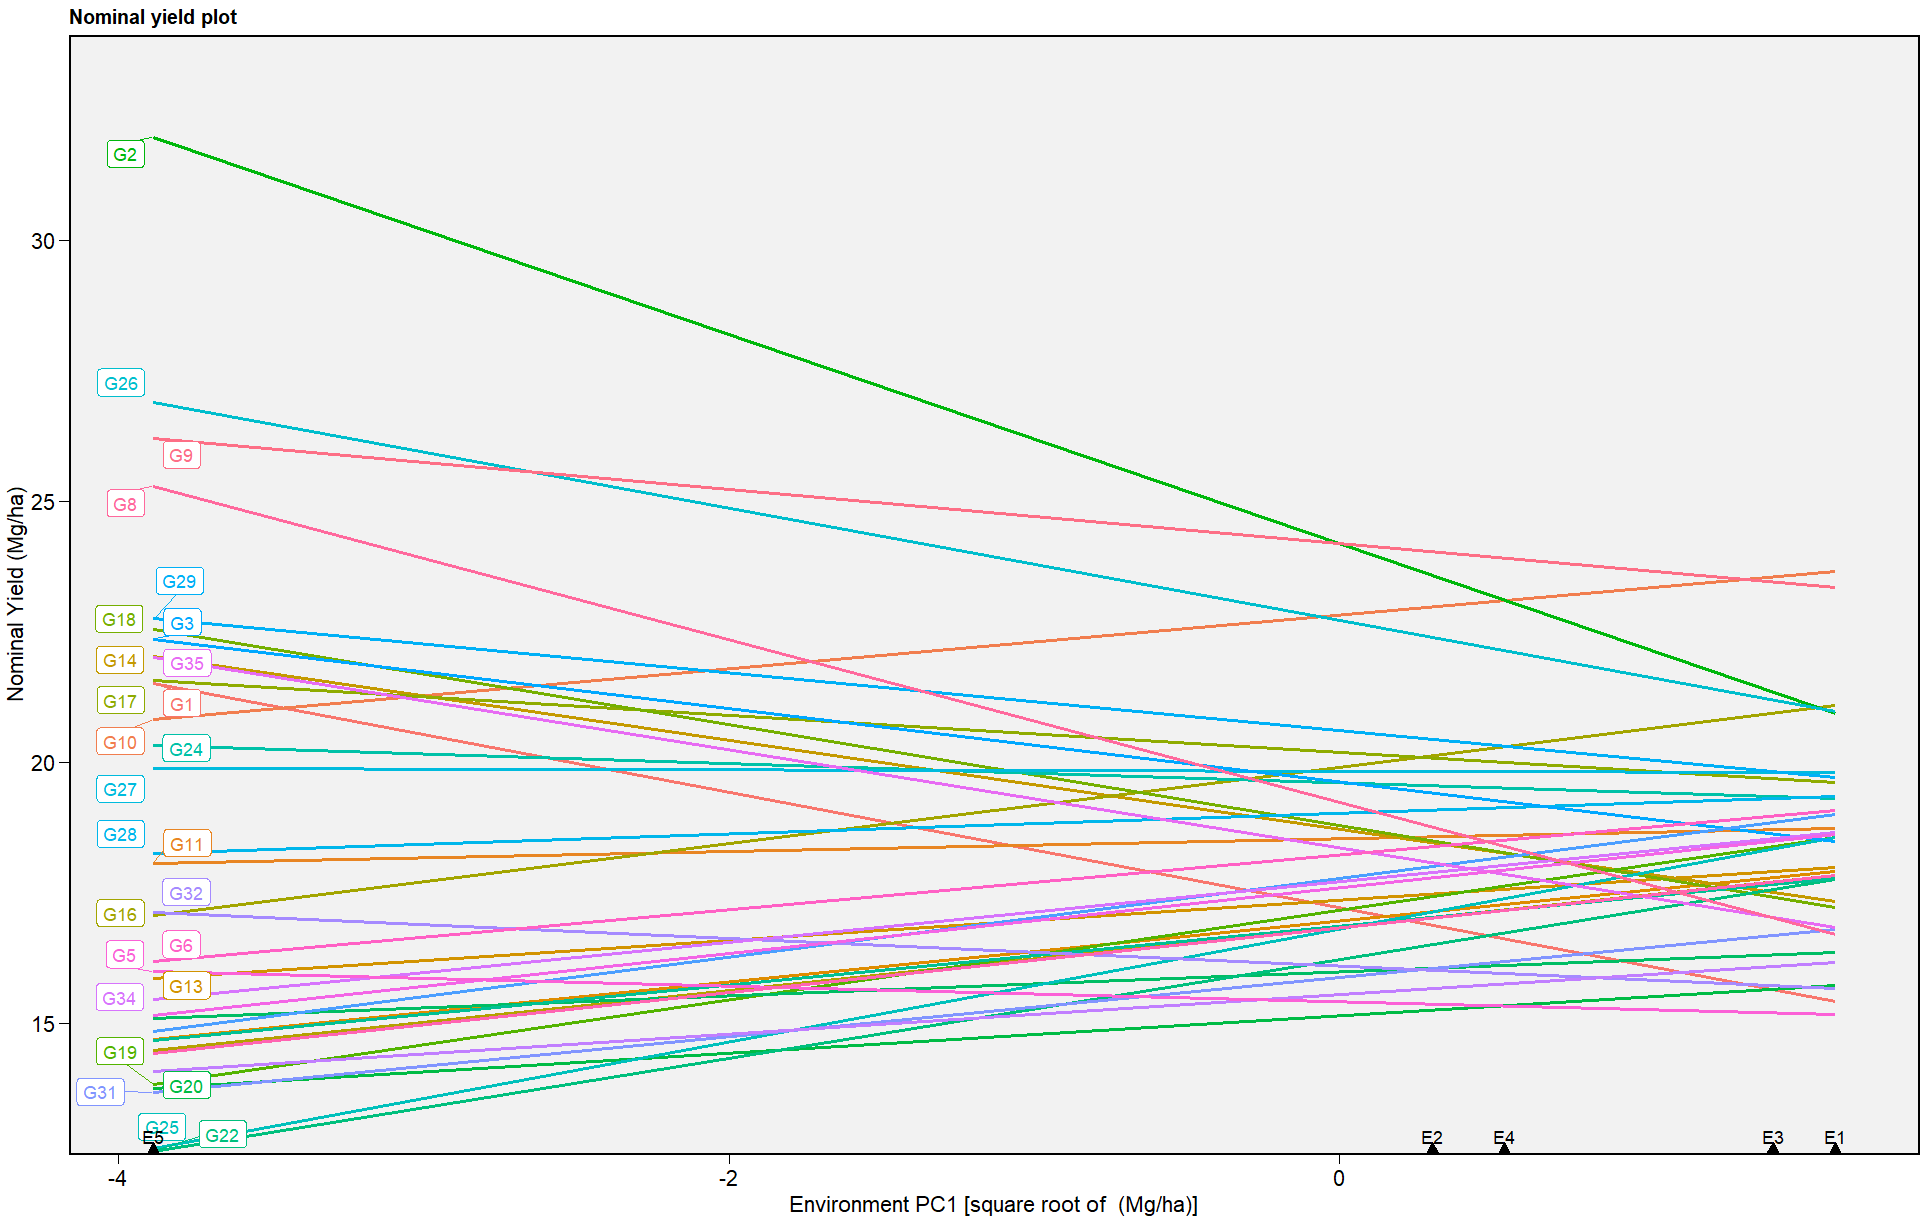 Nominal yield plot
Nominal Yield (Mg/ha)
30
25
20
15
G2
G26
G9
G8
G29
G18
G3
G14
G35
G17
G1
G10
G24
G27
G28
G11
G32
G16
G6
G5
G13
G34
G19
G20
G31
G25
G22
E5
E2
E4
E3
E1
-4
-2
0
Environment PC1 [square root of  (Mg/ha)]